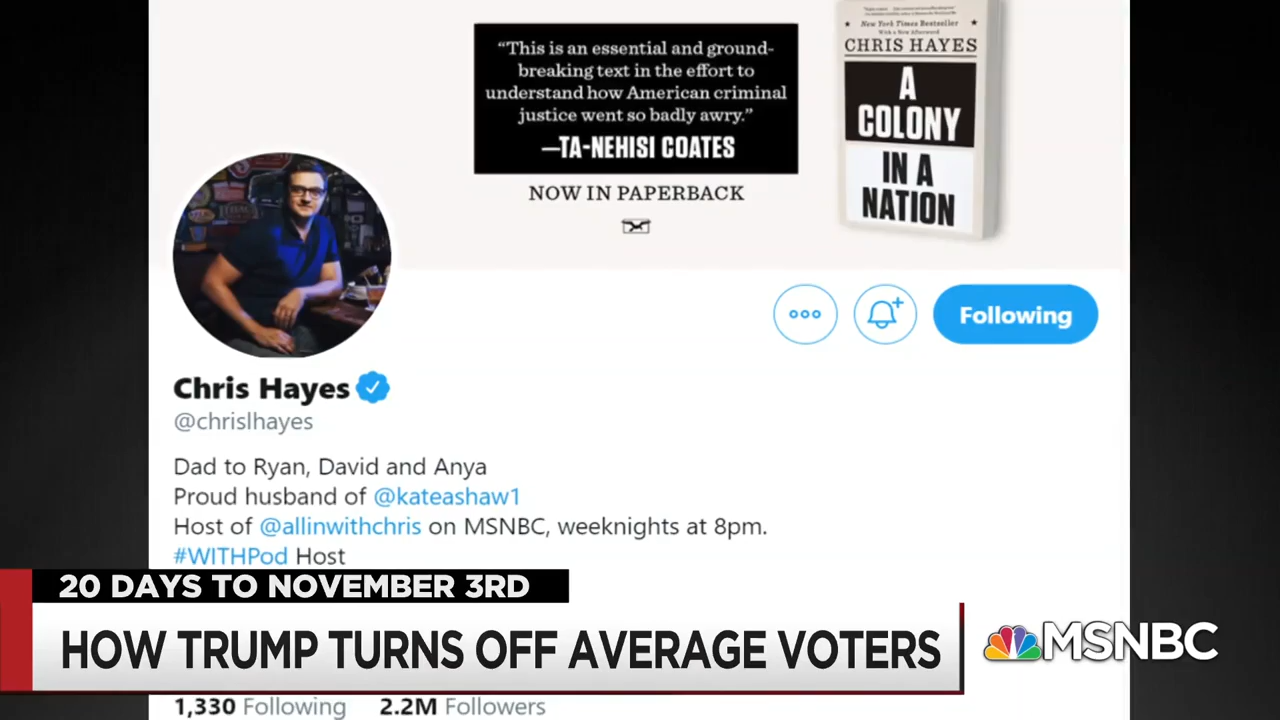 “This is an essential and ground-
breaking text in the effort to
understand how American criminal
justice went so badly awry.”
—TA-NEHISI COATES
NOW IN PAPERBACK
New York Times Bestseller
With a New Afterword
CHRIS HAYES
A
COLONY
IN A
NATION
Following
Chris Hayes
@chrislhayes
Dad to Ryan, David and Anya
Proud husband of @kateashaw1
Host of @allinwithchris on MSNBC, weeknights at 8pm.
#WITHPod Host
20 DAYS TO NOVEMBER 3RD
HOW TRUMP TURNS OFF AVERAGE VOTERS
MSNBC
1,330 Following 2.2M Followers